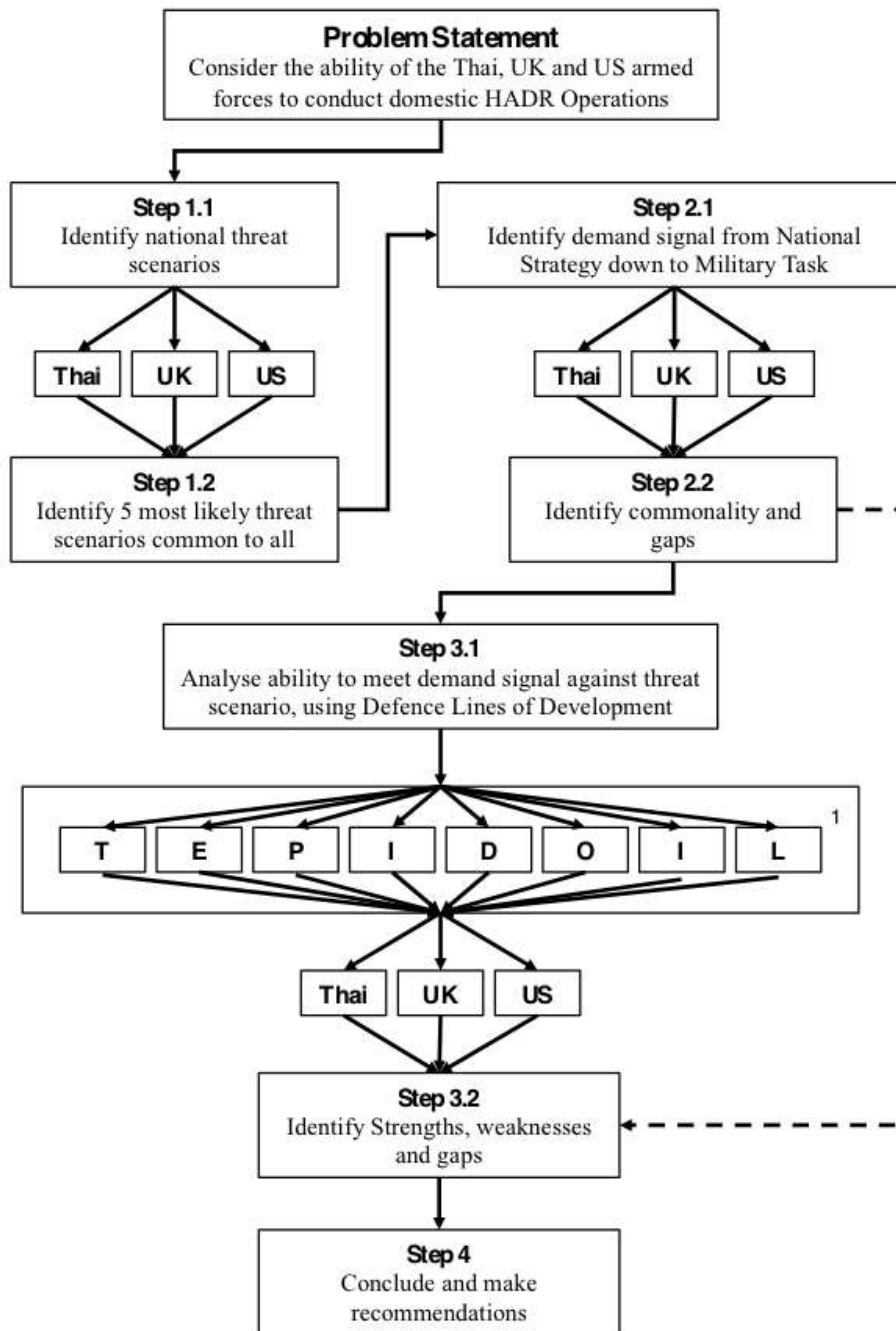 Problem Statement
Consider the ability of the Thai, UK and US armed
forces to conduct domestic HADR Operations
Step 1.1
Identify national threat
scenarios
Thai
UK
US
Step 1.2
Identify 5 most likely threat
scenarios common to all
Step 2.1
Identify demand signal from National
Strategy down to Military Task
Thai
UK
US
Step 2.2
Identify commonality and
gaps
Step 3.1
Analyse ability to meet demand signal against threat
scenario, using Defence Lines of Development
1
T
E
P
I
D
O
I
L
Thai
UK
US
Step 3.2
Identify Strengths, weaknesses
and gaps
Step 4
Conclude and make
recommendations